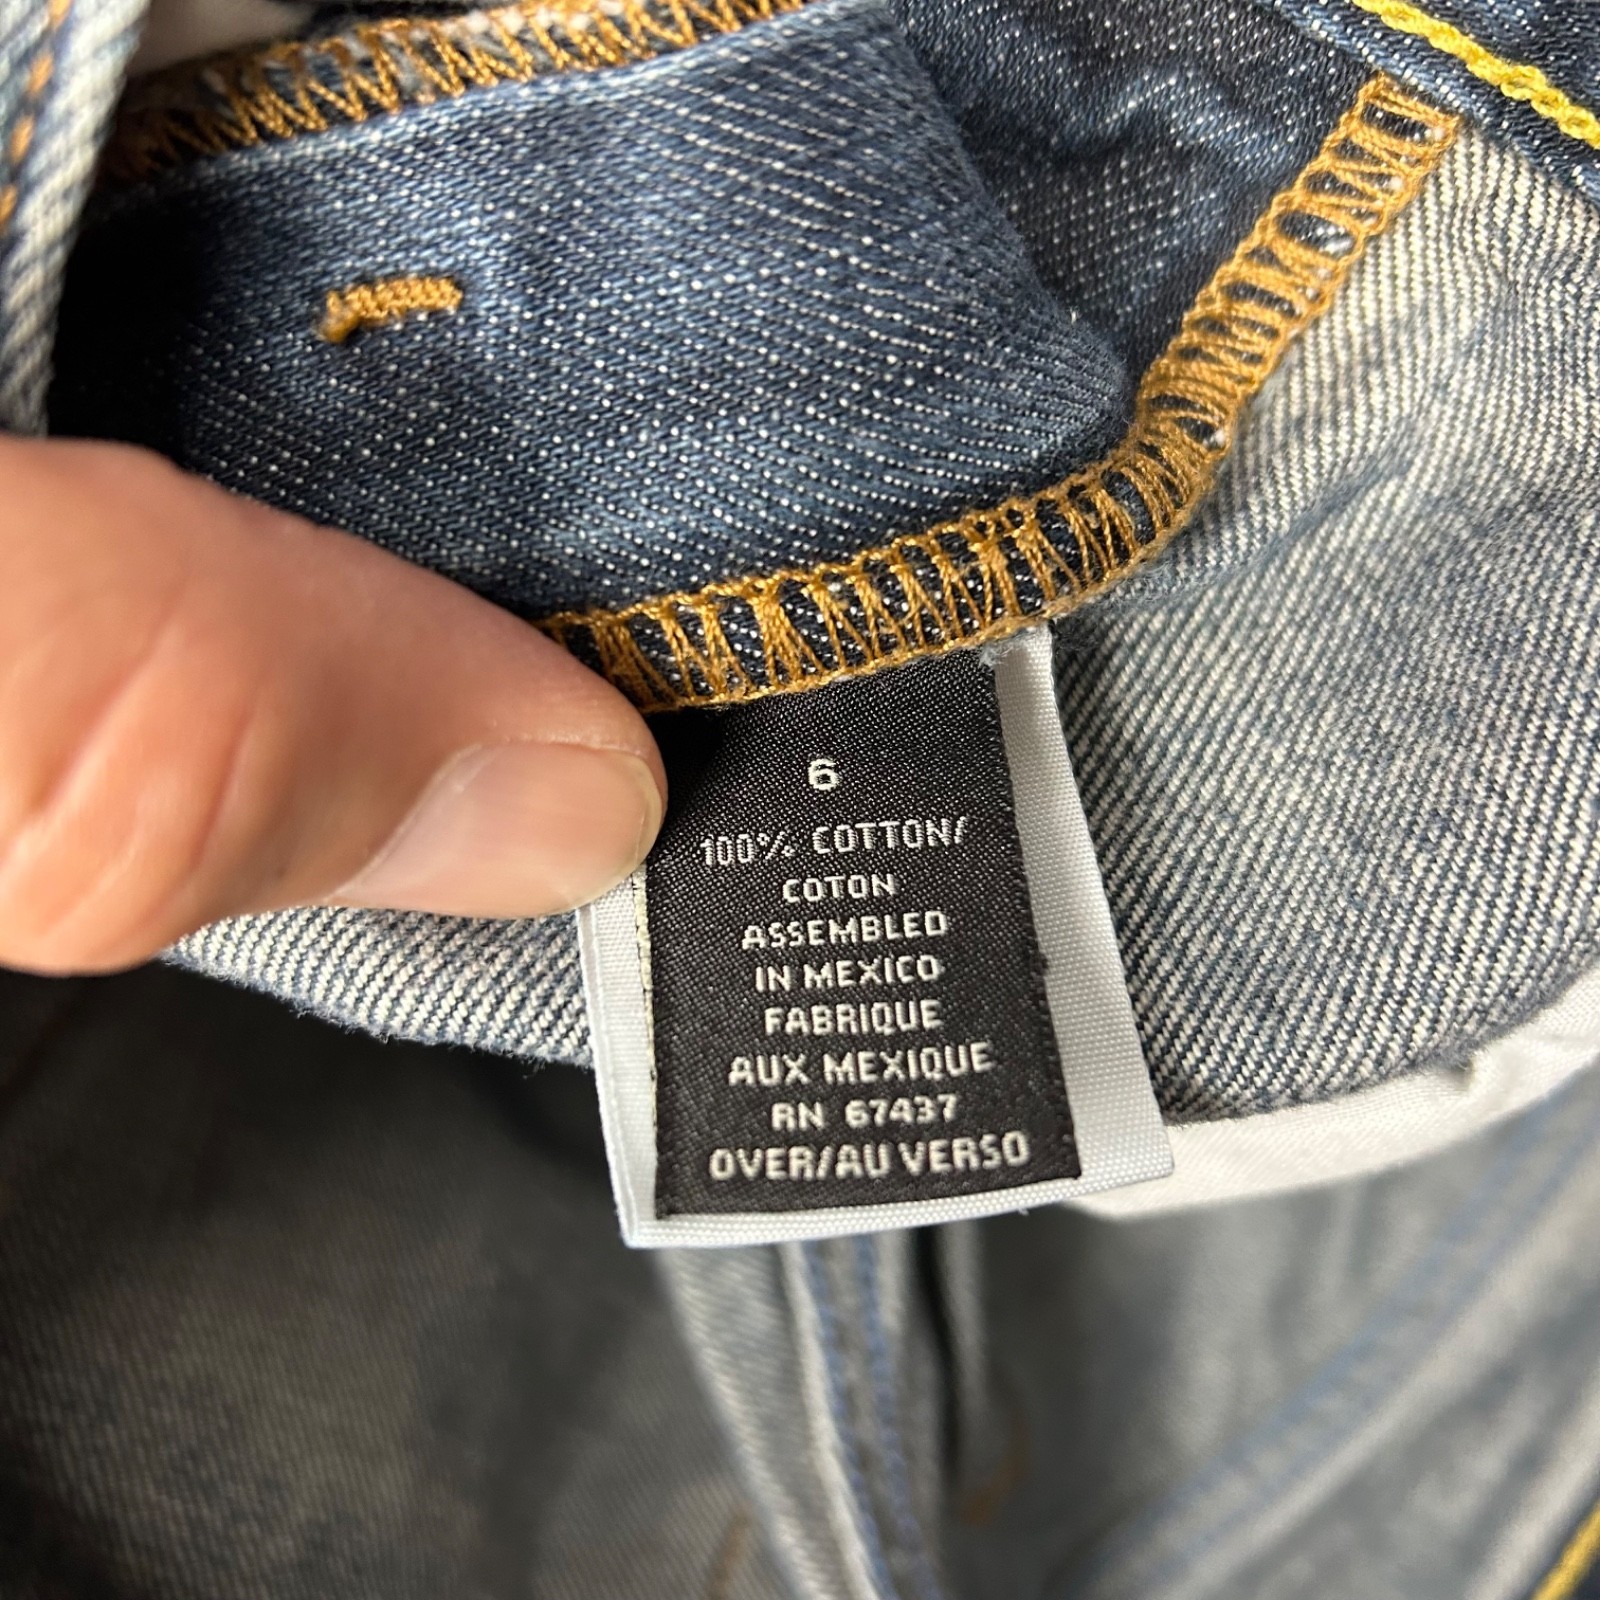 6
100% COTTON/
COTON
ASSEMBLED
IN MEXICO
FABRIQUE
AUX MEXIQUE
RN 67437
OVER/AU VERSO